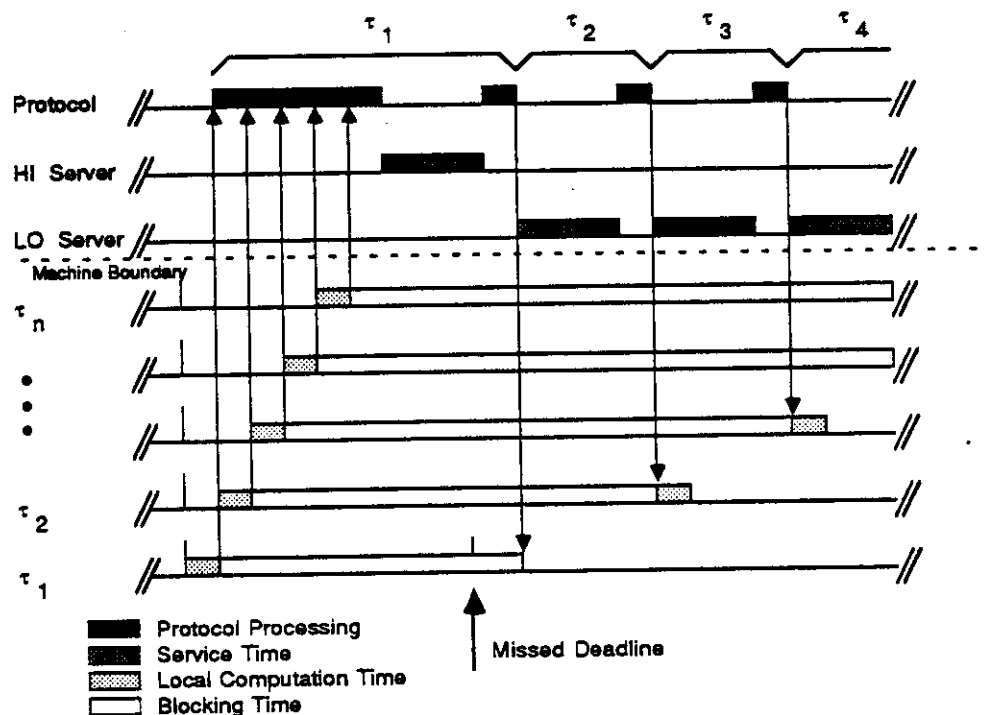 τ 1 τ 2 τ 3 τ 4
Protocol
HI Server
LO Server
Machine Boundary
τ n
τ 2
τ 1
Missed Deadline
Protocol Processing
Service Time
Local Computation Time
Blocking Time